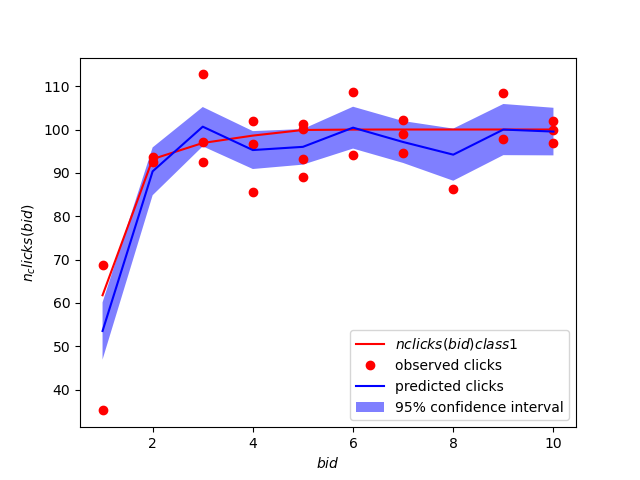 110
100
90
80
70
60
50
40
n_clicks(bid)
2
4
6
8
10
bid
nclicks(bid)class1
observed clicks
predicted clicks
95% confidence interval